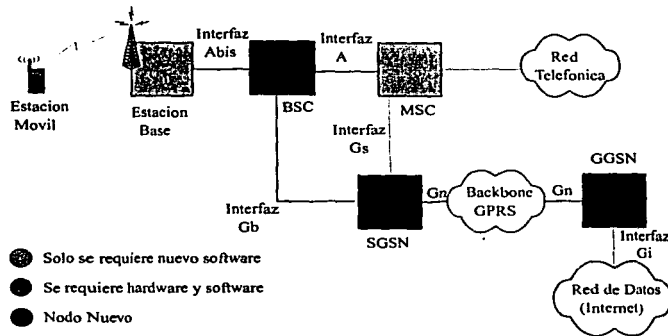 Interfaz
Abis
Interfaz
A
Red
Telefonica
Estacion
Movil
Estacion
Base
BSC
MSC
Interfaz
Gs
GGSN
Gn
Backbone
GPRS
Gn
Interfaz
Gb
SGSN
Interfaz
Gi
Solo se requiere nuevo software
Se requiere hardware y software
Nodo Nuevo
Red de Datos
(Internet)